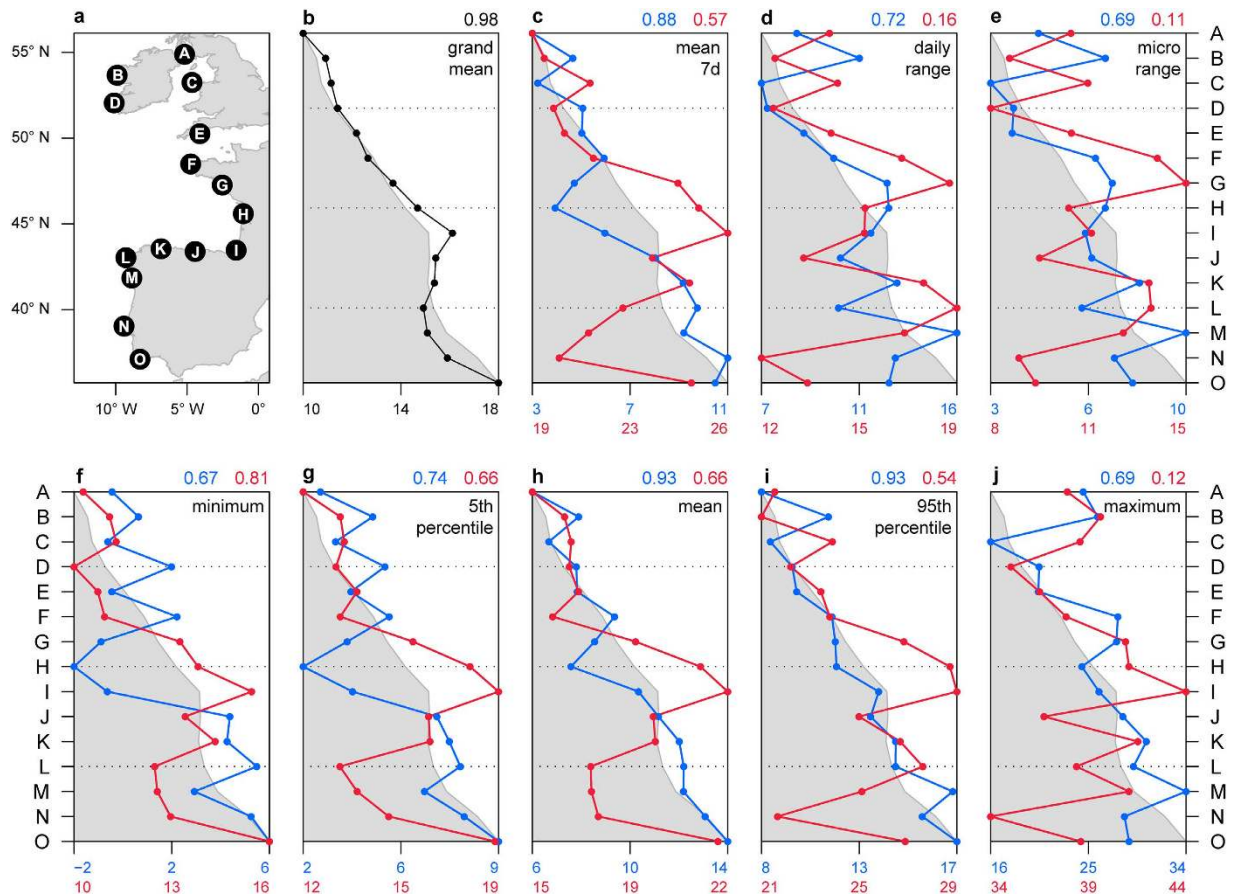 a
55° N
50° N
45° N
40° N
10° W 5° W 0°
A
B
C
D
E
F
G
H
I
J
K
L
M
N
O
b 0.98
grand
mean
10 14 18
c 0.88 0.57
mean
7d
3 7 11
19 23 26
d 0.72 0.16
daily
range
7 11 16
12 15 19
e 0.69 0.11
micro
range
3 6 10
8 11 15
A
B
C
D
E
F
G
H
I
J
K
L
M
N
O
A
B
C
D
E
F
G
H
I
J
K
L
M
N
O
f 0.67 0.81
minimum
−2 2 6
10 13 16
g 0.74 0.66
5th
percentile
2 6 9
12 15 19
h 0.93 0.66
mean
6 10 14
15 19 22
i 0.93 0.54
95th
percentile
8 13 17
21 25 29
j 0.69 0.12
maximum
16 25 34
34 39 44
A
B
C
D
E
F
G
H
I
J
K
L
M
N
O